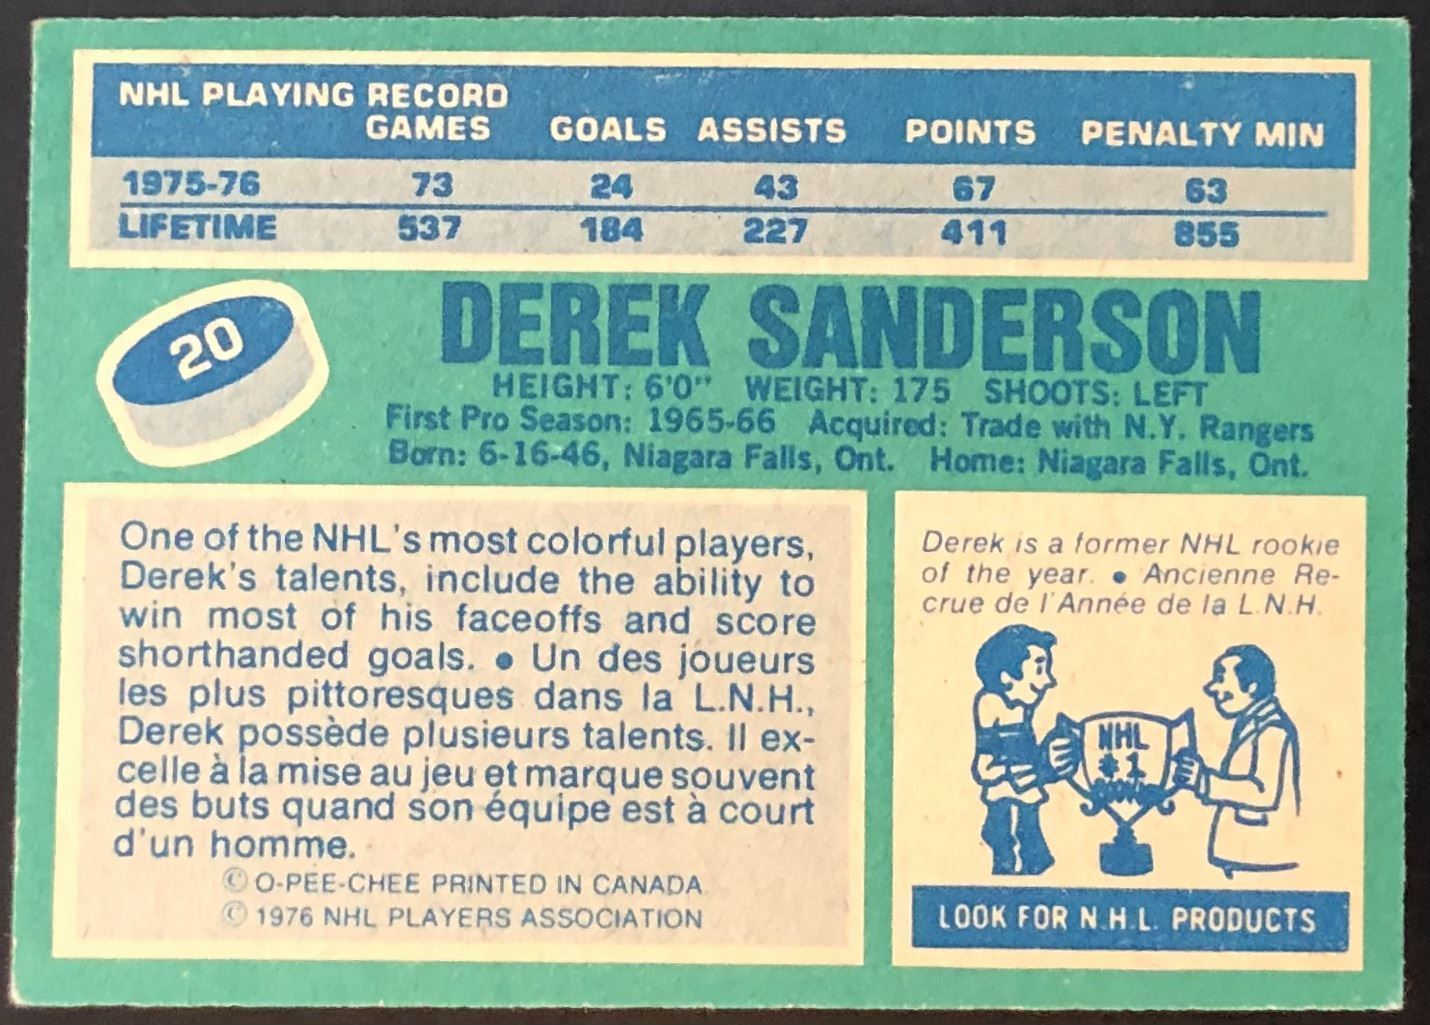 NHL PLAYING RECORD
GAMES GOALS ASSISTS POINTS PENALTY MIN
1975-76 73 24 43 67 63
LIFETIME 537 184 227 411 855
20
DEREK SANDERSON
HEIGHT: 6'0" WEIGHT: 175 SHOOTS: LEFT
First Pro Season: 1965-66 Acquired: Trade with N.Y. Rangers
Born: 6-16-46, Niagara Falls, Ont. Home: Niagara Falls, Ont.
One of the NHL's most colorful players,
Derek's talents, include the ability to
win most of his faceoffs and score
shorthanded goals. • Un des joueurs
les plus pittoresques dans la L.N.H.,
Derek possède plusieurs talents. Il ex-
celle à la mise au jeu et marque souvent
des buts quand son équipe est à court
d'un homme.
© O-PEE-CHEE PRINTED IN CANADA
© 1976 NHL PLAYERS ASSOCIATION
Derek is a former NHL rookie
of the year. • Ancienne Re-
crue de l'Année de la L.N.H.
NHL
#1
LOOK FOR N.H.L. PRODUCTS